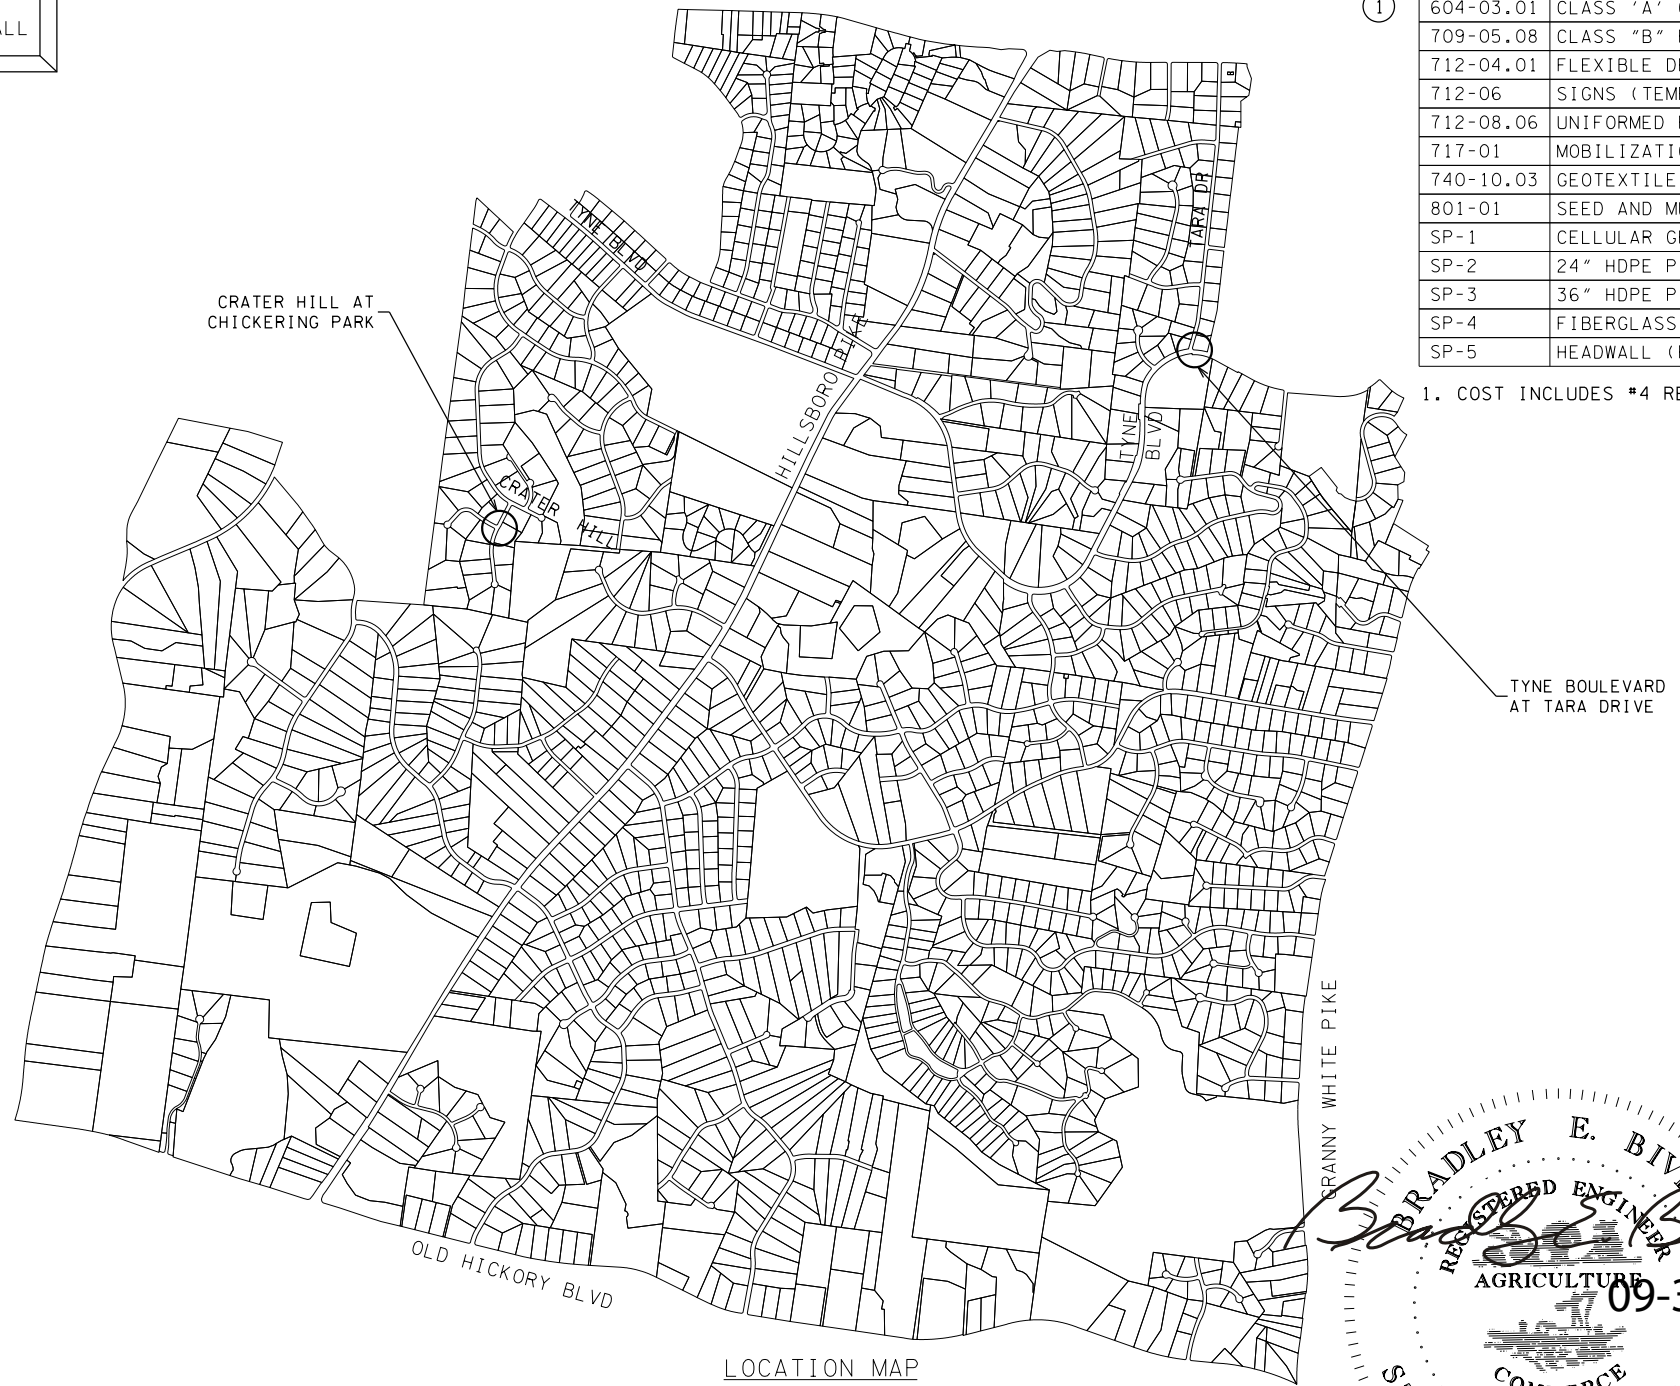 ALL
1
604-03.01 CLASS 'A'
709-05.08 CLASS "B"
712-04.01 FLEXIBLE
712-06 SIGNS
712-08.06 UNIFORMED
717-01
740-10.03 GEOTEXTILE
801-01 SEED AND
SP-1 CELLULAR
SP-2 24" HDPE
SP-3 36" HDPE
SP-4 FIBERGLASS
SP-5 HEADWALL
1. COST INCLUDES #4
TYNE BLVD
TARA DR
CRATER HILL AT
CHICKERING PARK
HILLSBORO PIKE
TYNE
BLVD
CRATER HILL
TYNE BOULEVARD
AT TARA DRIVE
GRANNY WHITE PIKE
OLD HICKORY BLVD
LOCATION MAP
BRADLEY E.
REGISTERED ENGINEER
AGRICULTURE
COMMERCE